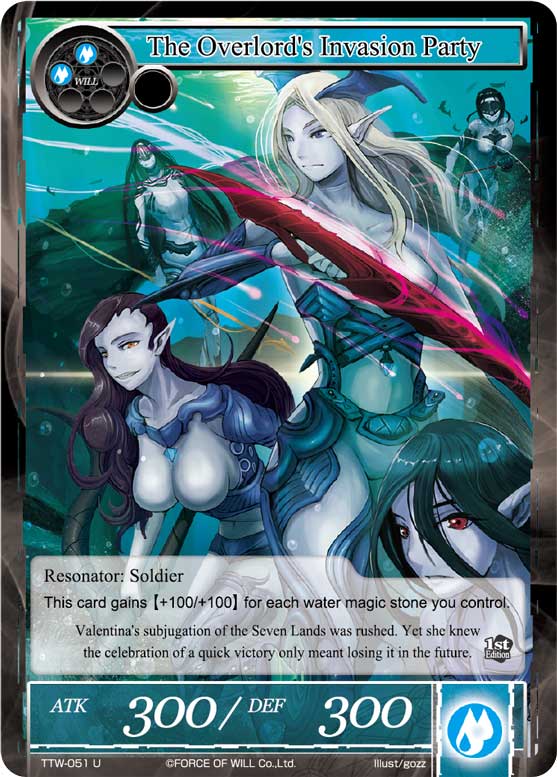 The Overlord's Invasion Party
WILL
Resonator: Soldier
This card gains【+100/+100】for each water magic stone you control.
Valentina's subjugation of the Seven Lands was rushed. Yet she knew
the celebration of a quick victory only meant losing it in the future.
1st
Edition
ATK 300 / DEF 300
TTW-051 U ©FORCE OF WILL Co.,Ltd. Illust/gozz